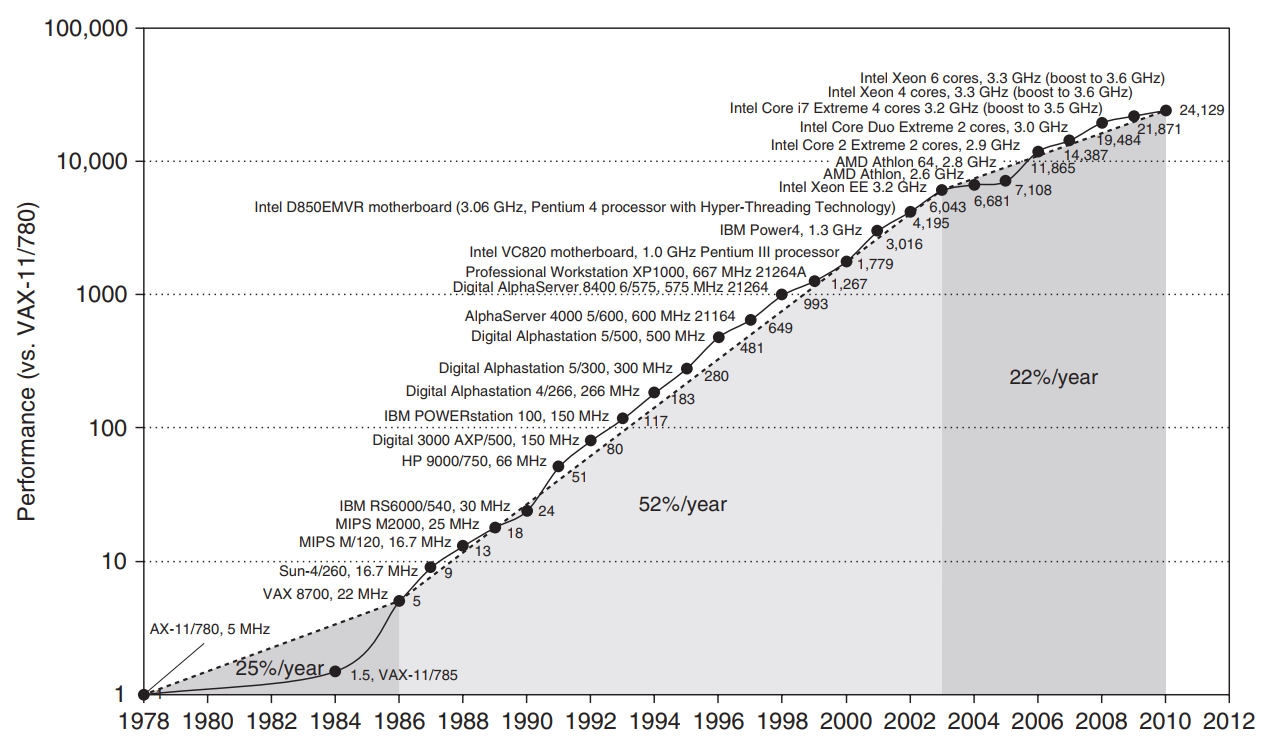 100,000
Intel Xeon 6 cores, 3.3 GHz (boost to 3.6 GHz)
Intel Xeon 4 cores, 3.3 GHz (boost to 3.6 GHz)
Intel Core i7 Extreme 4 cores 3.2 GHz (boost to 3.5 GHz)
24,129
Intel Core Duo Extreme 2 cores, 3.0 GHz
21,871
Intel Core 2 Extreme 2 cores, 2.9 GHz
19,484
14,387
10,000
AMD Athlon 64, 2.8 GHz
11,865
AMD Athlon, 2.6 GHz
Intel Xeon EE 3.2 GHz
7,108
6,681
Intel D850EMVR motherboard (3.06 GHz, Pentium 4 processor with Hyper-Threading Technology)
6,043
4,195
IBM Power4, 1.3 GHz
3,016
Intel VC820 motherboard, 1.0 GHz Pentium III processor
1,779
Professional Workstation XP1000, 667 MHz 21264A
1,267
Digital AlphaServer 8400 6/575, 575 MHz 21264
1000
993
AlphaServer 4000 5/600, 600 MHz 21164
649
Digital Alphastation 5/500, 500 MHz
481
Digital Alphastation 5/300, 300 MHz
280
22%/year
Digital Alphastation 4/266, 266 MHz
183
IBM POWERstation 100, 150 MHz
117
100
Digital 3000 AXP/500, 150 MHz
80
HP 9000/750, 66 MHz
51
52%/year
IBM RS6000/540, 30 MHz
24
MIPS M2000, 25 MHz
18
MIPS M/120, 16.7 MHz
13
10
Sun-4/260, 16.7 MHz
9
VAX 8700, 22 MHz
5
AX-11/780, 5 MHz
25%/year
1.5, VAX-11/785
1
Performance (vs. VAX-11/780)
1978 1980 1982 1984 1986 1988 1990 1992 1994 1996 1998 2000 2002 2004 2006 2008 2010 2012